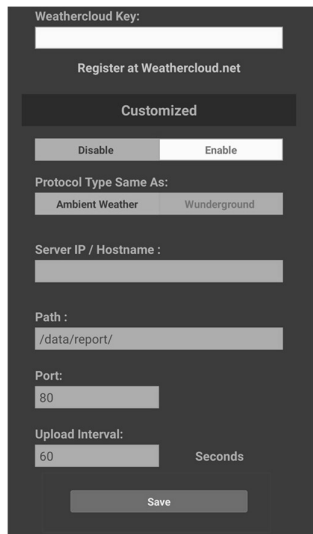 Weathercloud Key:
Register at Weathercloud.net
Customized
Disable Enable
Protocol Type Same As:
Ambient Weather Wunderground
Server IP / Hostname :
Path :
/data/report/
Port:
80
Upload Interval:
60 Seconds
Save